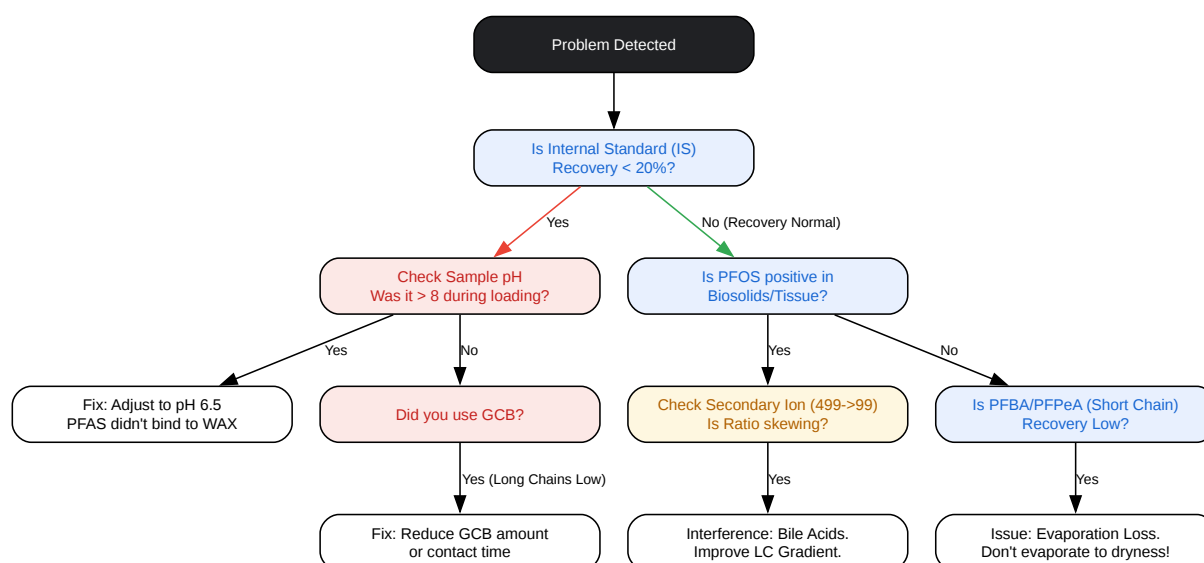 Problem Detected
Is Internal Standard (IS)
Recovery < 20%?
Yes
No (Recovery Normal)
Check Sample pH
Was it > 8 during loading?
Is PFOS positive in
Biosolids/Tissue?
Yes
No
Yes
No
Fix: Adjust to pH 6.5
PFAS didn't bind to WAX
Did you use GCB?
Check Secondary Ion (499->99)
Is Ratio skewing?
Is PFBA/PFPeA (Short Chain)
Recovery Low?
Yes (Long Chains Low)
Yes
Yes
Fix: Reduce GCB amount
or contact time
Interference: Bile Acids.
Improve LC Gradient.
Issue: Evaporation Loss.
Don't evaporate to dryness!